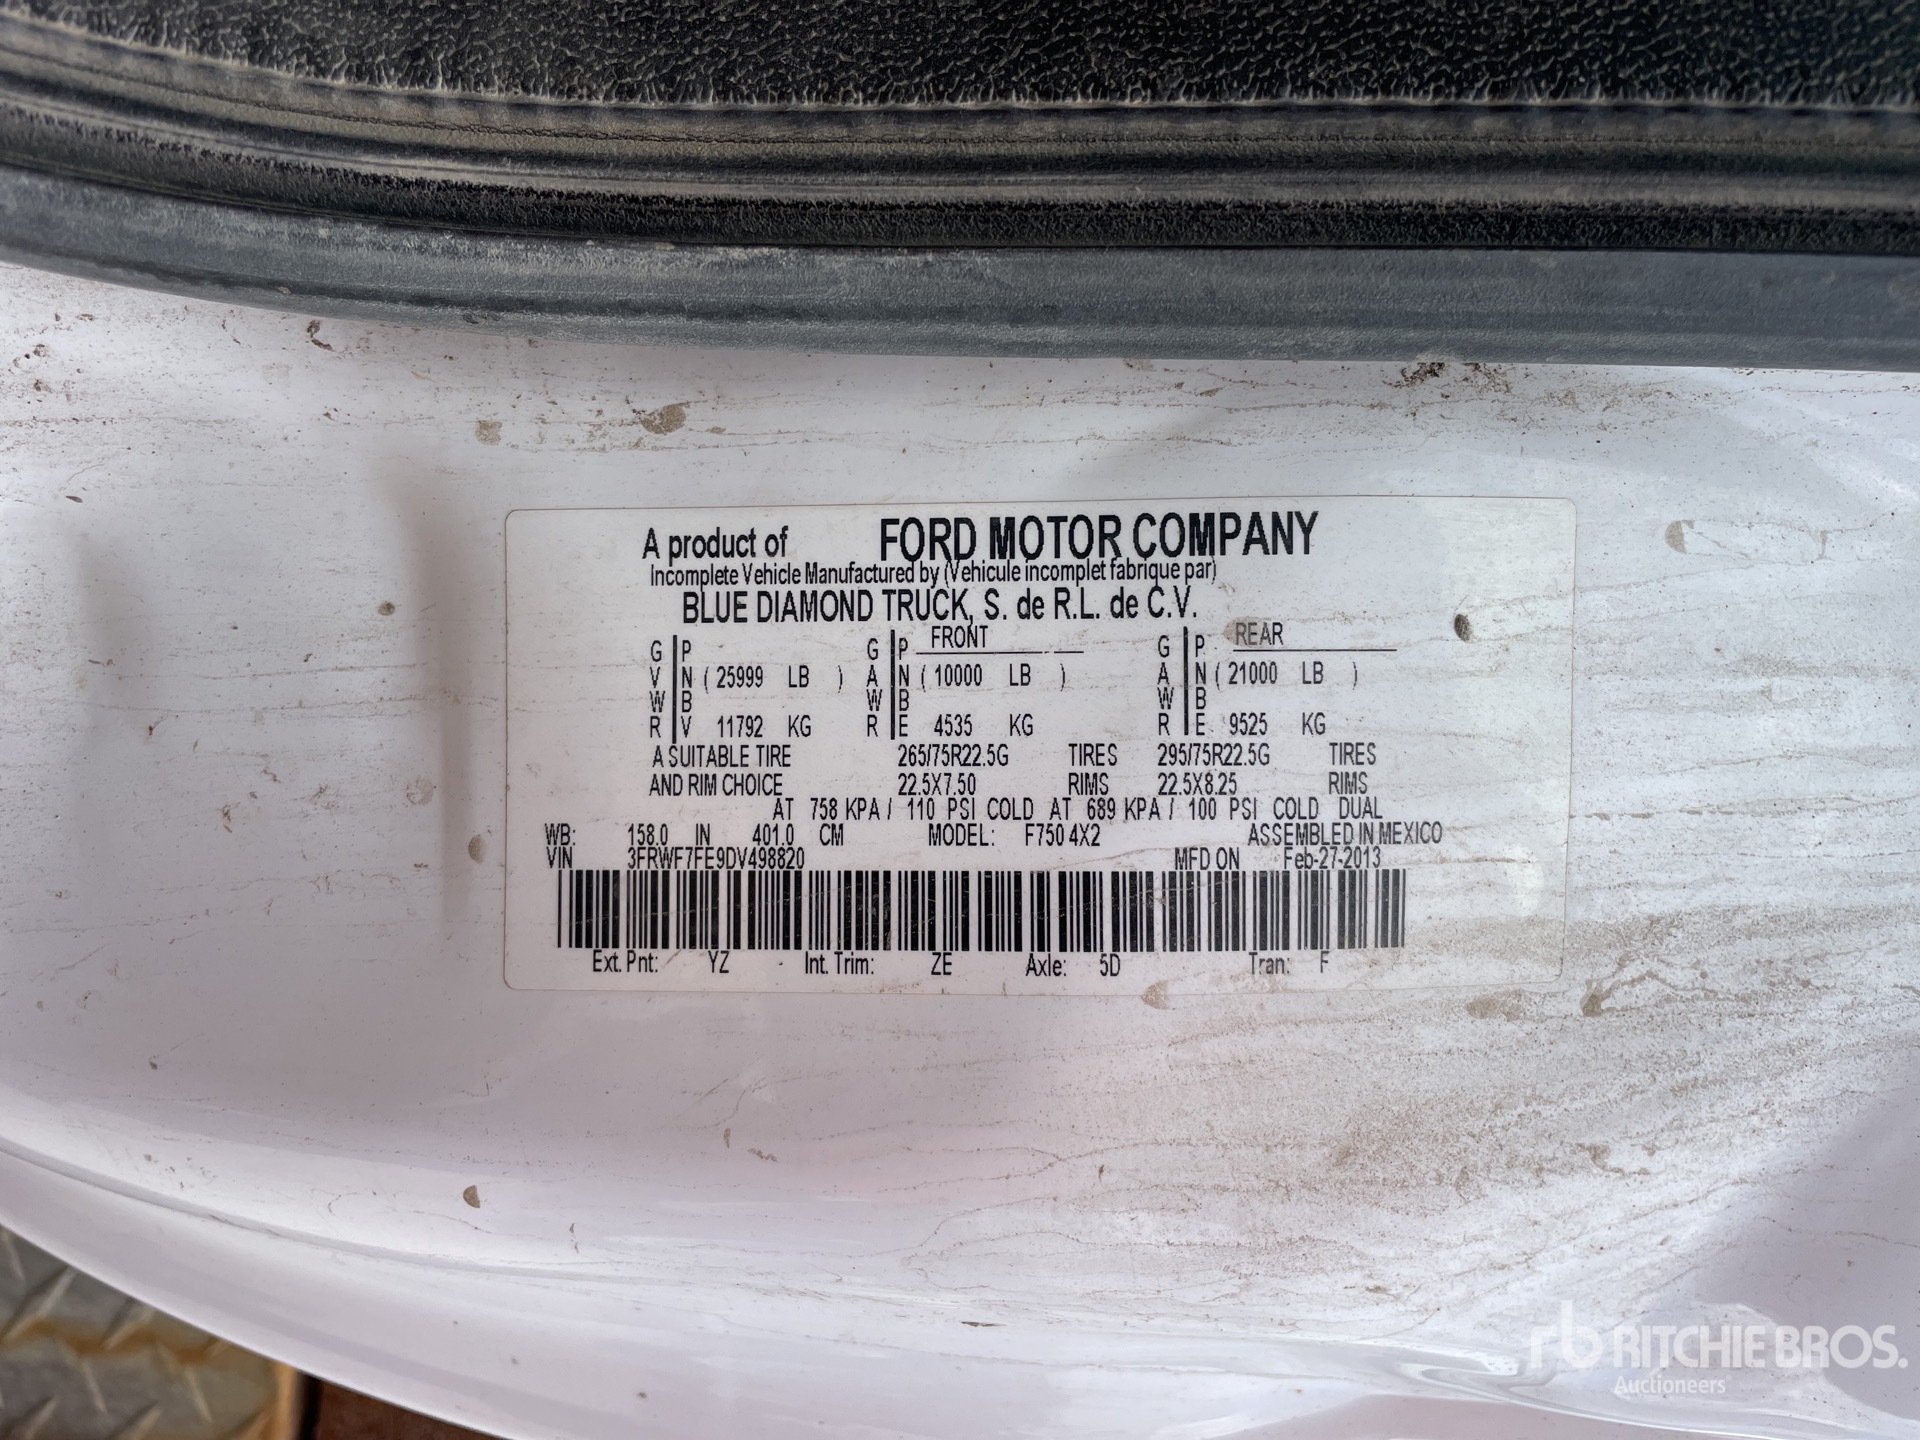 A product of FORD MOTOR COMPANY
Incomplete Vehicle Manufactured by (Vehicule incomplet fabrique par)
BLUE DIAMOND TRUCK, S. de R.L. de C.V.
G P G P FRONT G P REAR
V N ( 25999 LB ) A N ( 10000 LB ) A N ( 21000 LB )
W B W B W B
R V 11792 KG R E 4535 KG R E 9525 KG
A SUITABLE TIRE 265/75R22.5G TIRES 295/75R22.5G TIRES
AND RIM CHOICE 22.5X7.50 RIMS 22.5X8.25 RIMS
AT 758 KPA / 110 PSI COLD AT 689 KPA / 100 PSI COLD DUAL
WB: 158.0 IN 401.0 CM MODEL: F750 4X2 ASSEMBLED IN MEXICO
VIN 3FRWF7FE9DV498820 MFD ON Feb-27-2013
Ext. Pnt: YZ Int. Trim: ZE Axle: 5D Tran: F
rb RITCHIE BROS.
Auctioneers